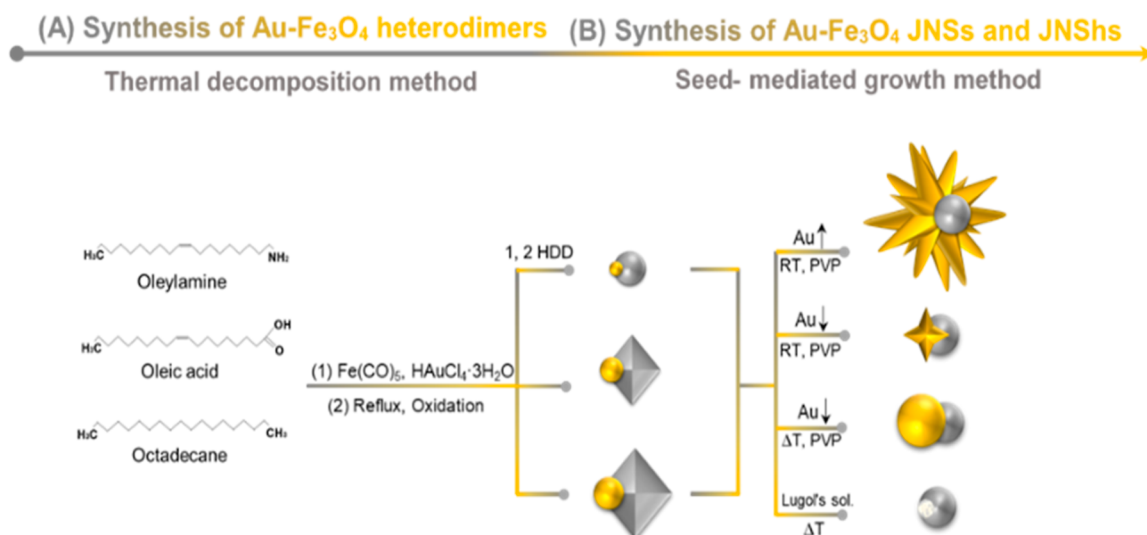 (A) Synthesis of Au-Fe₃O₄ heterodimers
(B) Synthesis of Au-Fe₃O₄ JNSs and JNShs
Thermal decomposition method
Seed- mediated growth method
H₃C
NH₂
Oleylamine
H₃C
OH
O
Oleic acid
H₃C
CH₃
Octadecane
(1) Fe(CO)₅, HAuCl₄·3H₂O
(2) Reflux, Oxidation
1, 2 HDD
Au↑
RT, PVP
Au↓
RT, PVP
Au↓
ΔT, PVP
Lugol's sol.
ΔT